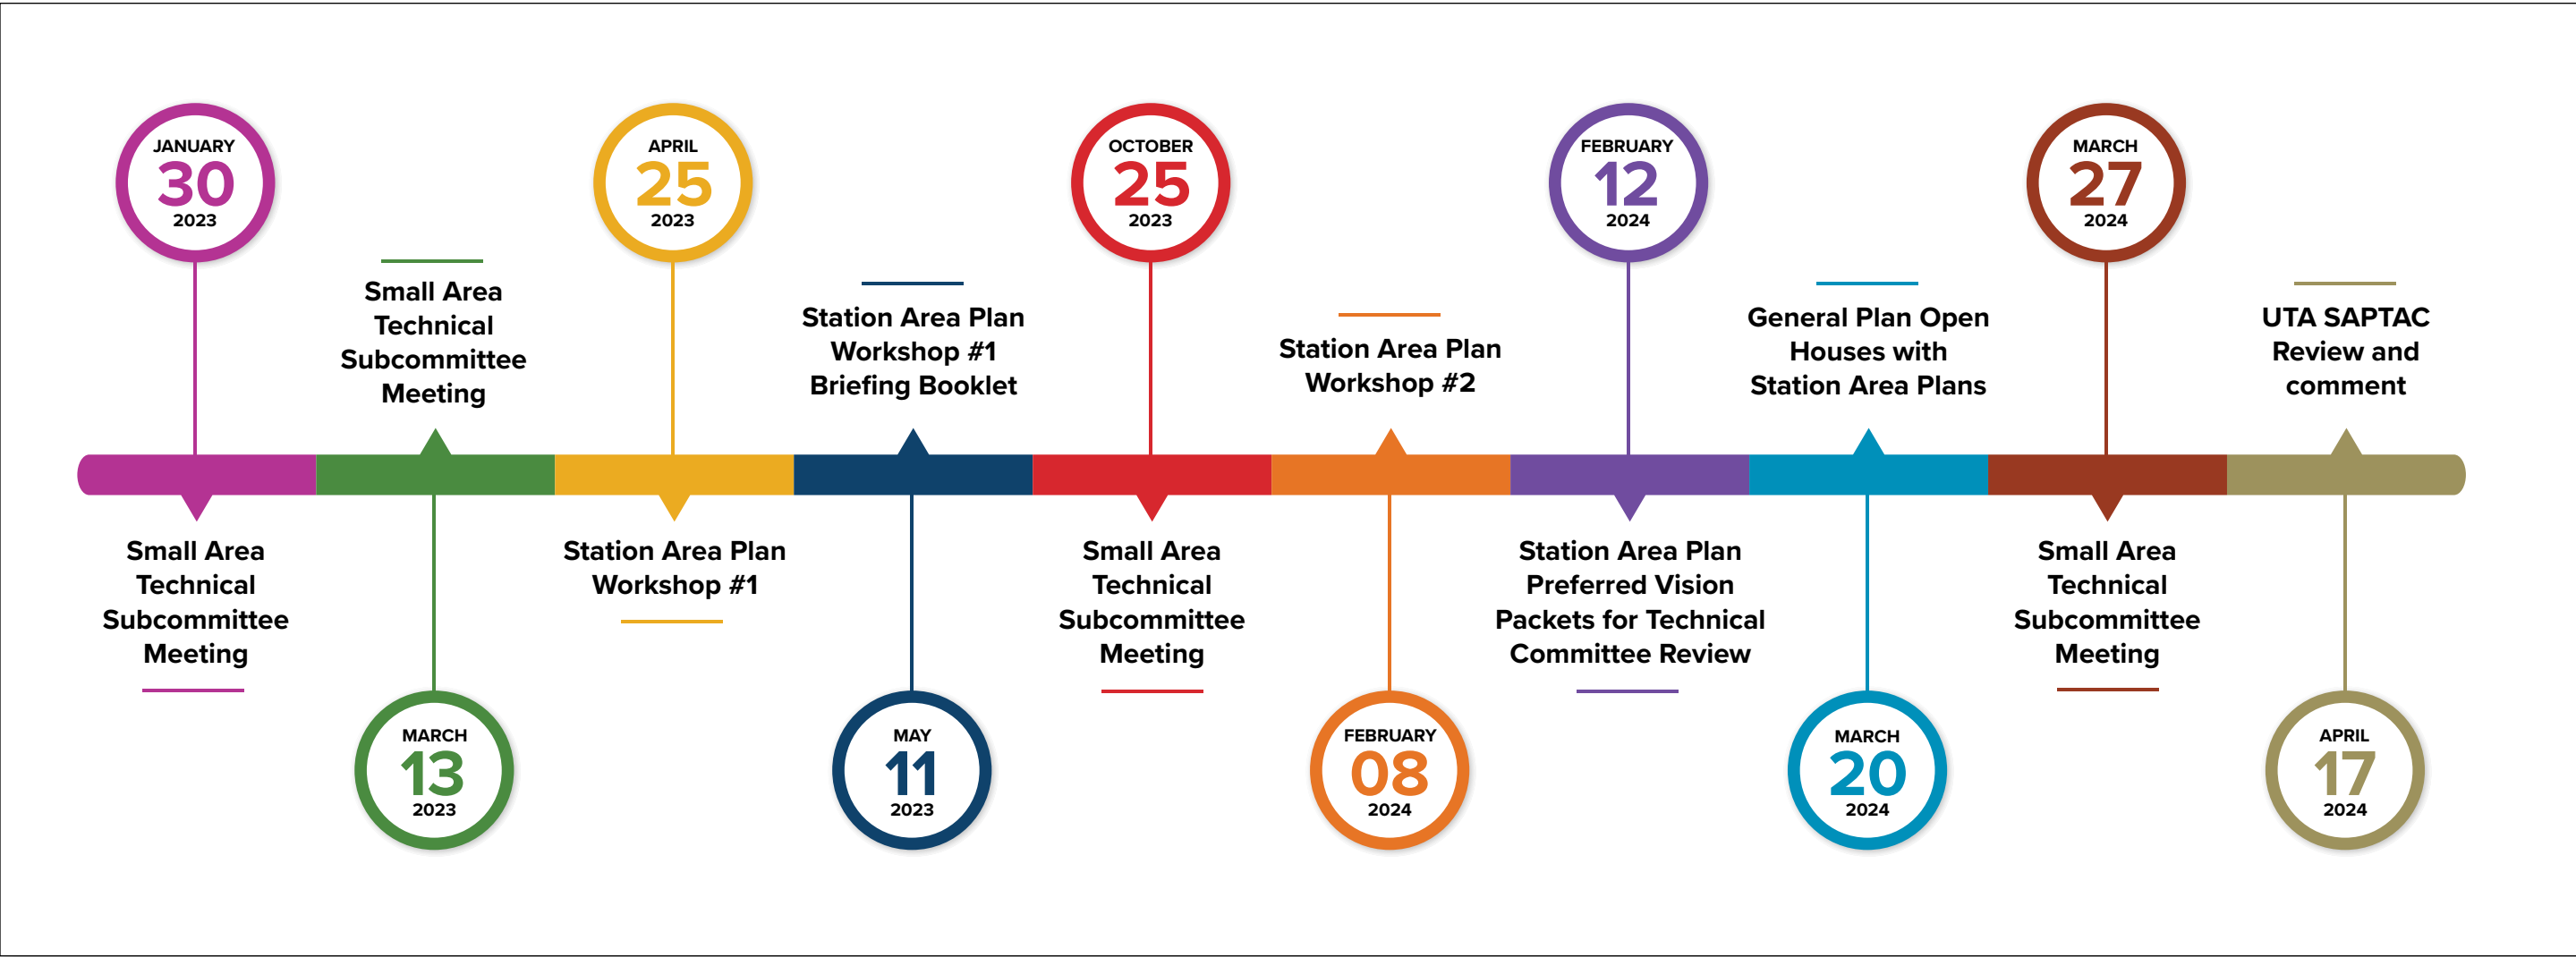 JANUARY
30
2023
Small Area
Technical
Subcommittee
Meeting
MARCH
13
2023
Small Area
Technical
Subcommittee
Meeting
APRIL
25
2023
Station Area Plan
Workshop #1
MAY
11
2023
Station Area Plan
Workshop #1
Briefing Booklet
OCTOBER
25
2023
Small Area
Technical
Subcommittee
Meeting
FEBRUARY
08
2024
Station Area Plan
Workshop #2
FEBRUARY
12
2024
Station Area Plan
Preferred Vision
Packets for Technical
Committee Review
MARCH
20
2024
General Plan Open
Houses with
Station Area Plans
MARCH
27
2024
Small Area
Technical
Subcommittee
Meeting
APRIL
17
2024
UTA SAPTAC
Review and
comment